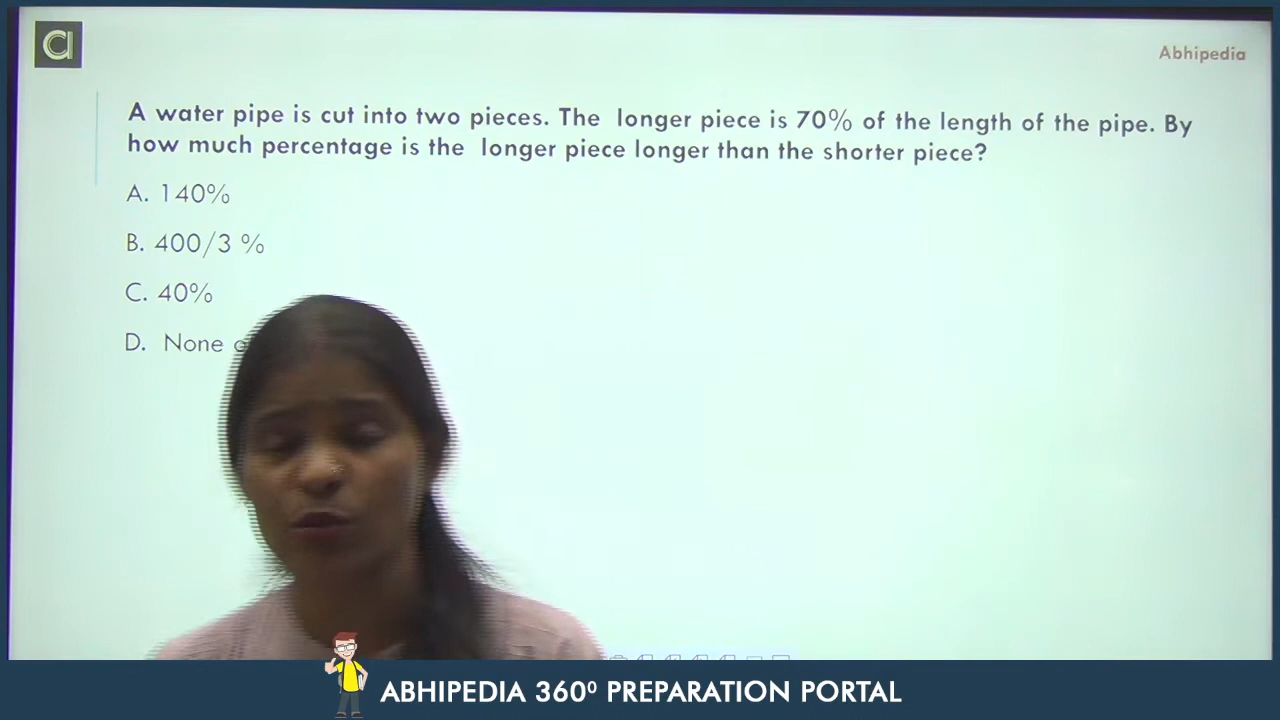 Abhipedia
A water pipe is cut into two pieces. The longer piece is 70% of the length of the pipe. By
how much percentage is the longer piece longer than the shorter piece?
A. 140%
B. 400/3 %
C. 40%
D. None
ABHIPEDIA 360⁰ PREPARATION PORTAL